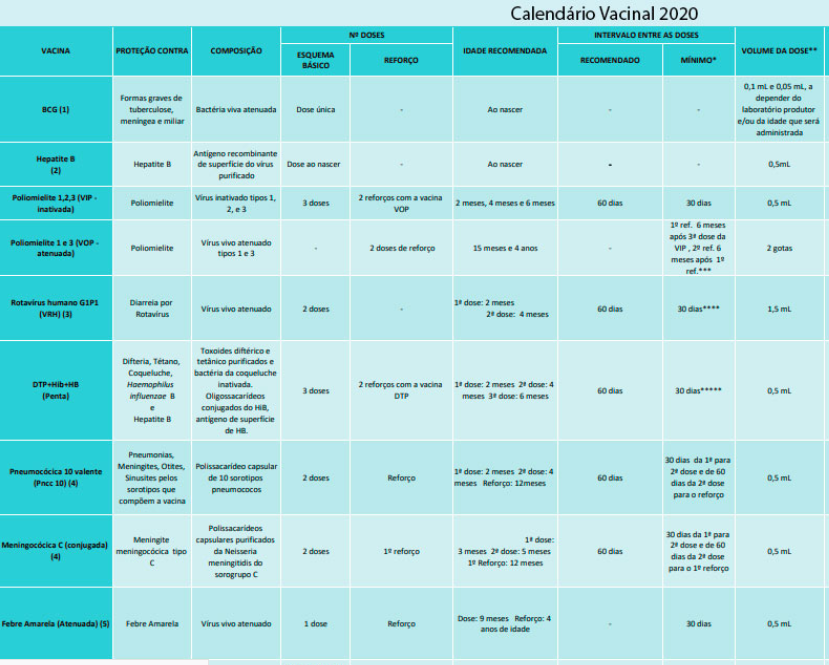 Calendário Vacinal 2020
VACINA
PROTEÇÃO CONTRA
COMPOSIÇÃO
Nº DOSES
ESQUEMA
BÁSICO
REFORÇO
IDADE RECOMENDADA
INTERVALO ENTRE AS DOSES
RECOMENDADO
MÍNIMO*
VOLUME DA DOSE**
BCG (1)
Formas graves de
tuberculose,
meníngea e miliar
Bactéria viva atenuada
Dose única
-
Ao nascer
-
-
0,1 mL e 0,05 mL, a
depender do
laboratório produtor
e/ou da idade que será
administrada
Hepatite B
(2)
Hepatite B
Antígeno recombinante
de superfície do vírus
purificado
Dose ao nascer
-
Ao nascer
-
-
0,5mL
Poliomielite 1,2,3 (VIP -
inativada)
Poliomielite
Vírus inativado tipos 1,
2, e 3
3 doses
2 reforços com a vacina
VOP
2 meses, 4 meses e 6 meses
60 dias
30 dias
0,5 mL
Poliomielite 1 e 3 (VOP -
atenuada)
Poliomielite
Vírus vivo atenuado
tipos 1 e 3
-
2 doses de reforço
15 meses e 4 anos
-
1º ref. 6 meses
após 3ª dose da
VIP , 2º ref. 6
meses após 1º
ref.***
2 gotas
Rotavírus humano G1P1
(VRH) (3)
Diarreia por
Rotavírus
Vírus vivo atenuado
2 doses
-
1ª dose: 2 meses
2ª dose: 4 meses
60 dias
30 dias****
1,5 mL
DTP+Hib+HB
(Penta)
Difteria, Tétano,
Coqueluche,
Haemophilus
influenzae B
e
Hepatite B
Toxoides diftérico e
tetânico purificados e
bactéria da coqueluche
inativada.
Oligossacarídeos
conjugados do HiB,
antígeno de superfície
de HB.
3 doses
2 reforços com a vacina
DTP
1ª dose: 2 meses 2ª dose: 4
meses 3ª dose: 6 meses
60 dias
30 dias*****
0,5 mL
Pneumocócica 10 valente
(Pncc 10) (4)
Pneumonias,
Meningites, Otites,
Sinusites pelos
sorotipos que
compõem a vacina
Polissacarídeo capsular
de 10 sorotipos
pneumococos
2 doses
Reforço
1ª dose: 2 meses 2ª dose: 4
meses Reforço: 12meses
60 dias
30 dias da 1ª para
2ª dose e de 60
dias da 2ª dose
para o reforço
0,5 mL
Meningocócica C (conjugada)
(4)
Meningite
meningocócica tipo
C
Polissacarídeos
capsulares purificados
da Neisseria
meningitidis do
sorogrupo C
2 doses
1º reforço
1ª dose:
3 meses 2ª dose: 5 meses
1º Reforço: 12 meses
60 dias
30 dias da 1ª para
2ª dose e de 60
dias da 2ª dose
para o 1º reforço
0,5 mL
Febre Amarela (Atenuada) (5)
Febre Amarela
Vírus vivo atenuado
1 dose
Reforço
Dose: 9 meses Reforço: 4
anos de idade
-
30 dias
0,5 mL